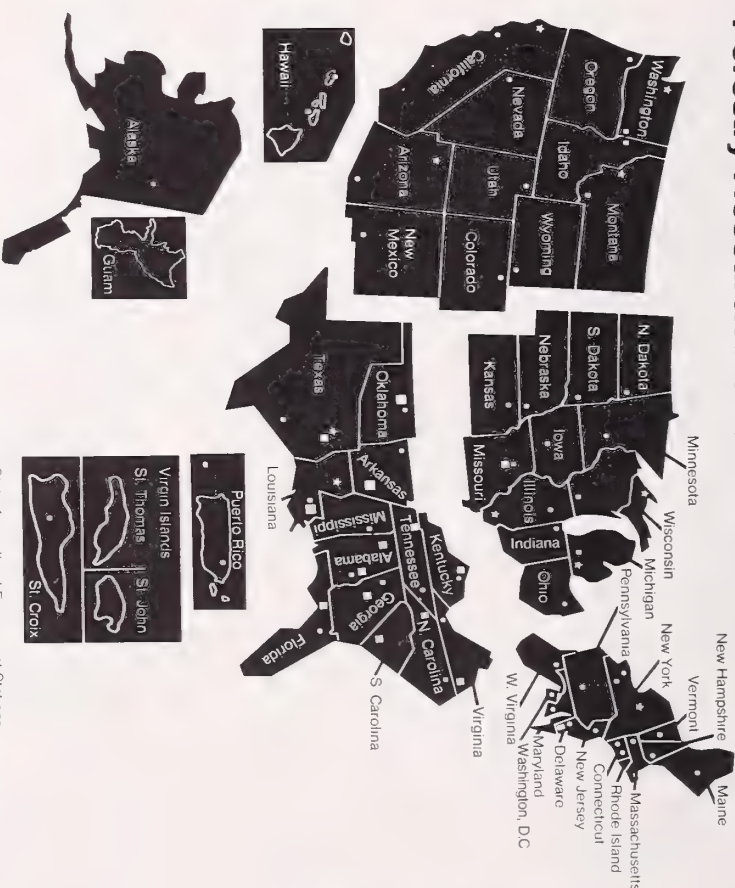 Washington
Montana
Oregon
Idaho
Wyoming
Nevada
Utah
Colorado
California
Arizona
New
Mexico
Hawaii
Alaska
Guam
Minnesota
Wisconsin
Michigan
N. Dakota
S. Dakota
Nebraska
Kansas
Iowa
Missouri
Illinois
Indiana
Ohio
Pennsylvania
New York
Vermont
New Hampshire
Maine
Massachusetts
Rhode Island
Connecticut
New Jersey
Delaware
Maryland
Washington, D.C
W. Virginia
Oklahoma
Texas
Arkansas
Louisiana
Kentucky
Tennessee
Mississippi
Alabama
Georgia
Florida
N. Carolina
S. Carolina
Virginia
Puerto Rico
Virgin Islands
St. Thomas
St. John
St. Croix